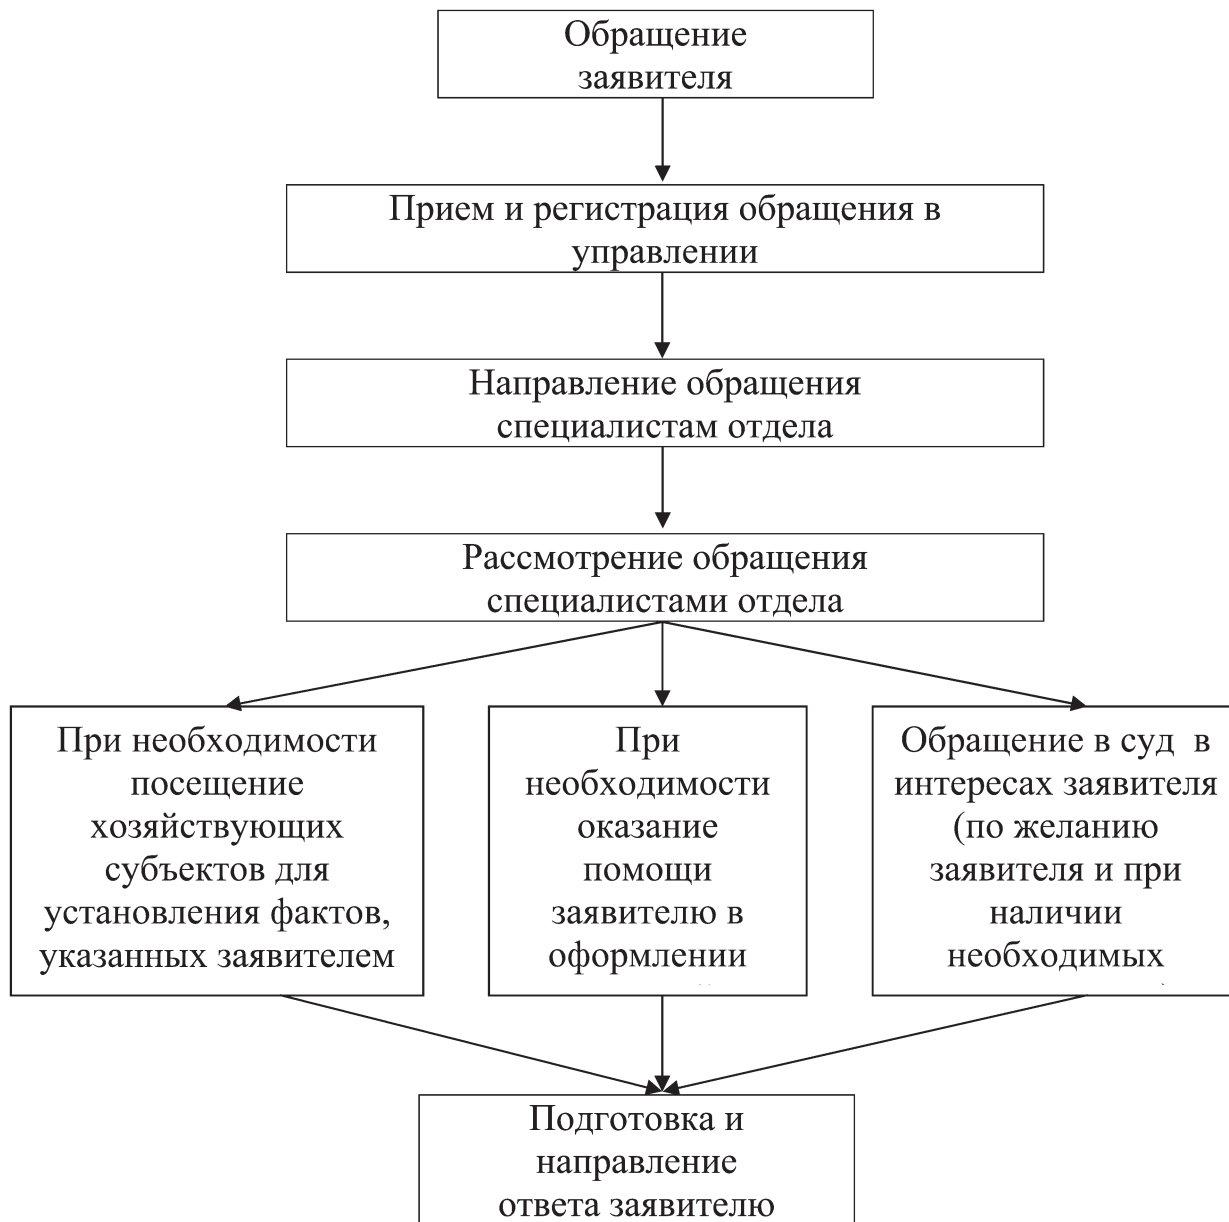 Обращение
заявителя
Прием и регистрация обращения в
управлении
Направление обращения
специалистам отдела
Рассмотрение обращения
специалистами отдела
При необходимости
посещение
хозяйствующих
субъектов для
установления фактов,
указанных заявителем
При
необходимости
оказание
помощи
заявителю в
оформлении
Обращение в суд в
интересах заявителя
(по желанию
заявителя и при
наличии
необходимых
Подготовка и
направление
ответа заявителю